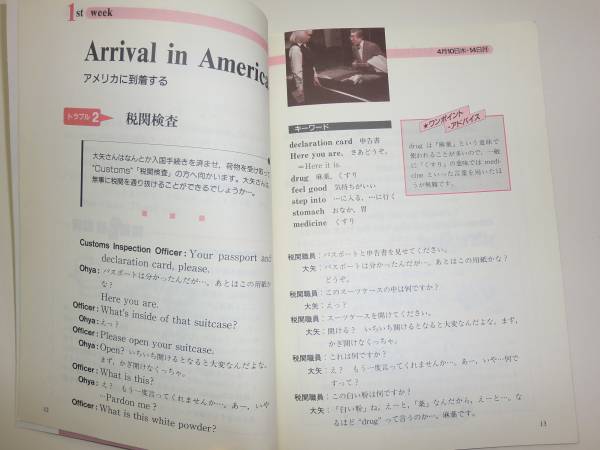 1st week
Arrival in America
アメリカに到着する
トラブル2 税関検査
大矢さんはなんとか入国手続きを済ませ、荷物を受け取って
"Customs"「税関検査」の方へ向かいます。大矢さんは、
無事に税関を通り抜けることができるでしょうか…。
Customs Inspection Officer: Your passport and
declaration card, please.
Ohya: パスポートは分かったんだが…。あとはこの用紙か
な?
Here you are.
Officer: What's inside of that suitcase?
Ohya: えっ?
Officer: Please open your suitcase.
Ohya: Open? いちいち開けるとなると大変なんだよな。
まず、かぎ開けなくっちゃ。
Officer: What is this?
Ohya: え? もう一度言ってくれませんか…。あー、いや
…Pardon me?
Officer: What is this white powder?
12
4月10日(木)・14日(月)
キーワード
declaration card 申告書
Here you are. さあどうぞ。
=Here it is.
drug 麻薬、くすり
feel good 気持ちがいい
step into …に入る、…に行く
stomach おなか、胃
medicine くすり
★ワンポイント・アドバイス
drug は「麻薬」という意味で
使われることが多いので、一般
に「くすり」の意味では medi-
cine といった言葉を用いたほ
うが無難です。
税関職員:パスポートと申告書を見せてください。
大矢:パスポートは分かったんだが…。あとはこの用紙かな?
どうぞ。
税関職員:このスーツケースの中は何ですか?
大矢:えっ?
税関職員:スーツケースを開けてください。
大矢:開ける? いちいち開けるとなると大変なんだよな。まず、
かぎ開けなくっちゃ。
税関職員:これは何ですか?
大矢:え? もう一度言ってくれませんか…。あー、いや…何で
すって?
税関職員:この白い粉は何ですか?
大矢:「白い粉」ね。えーと、「薬」なんだから、えーと…。な
るほど "drug" って言うのか…。麻薬です。
13